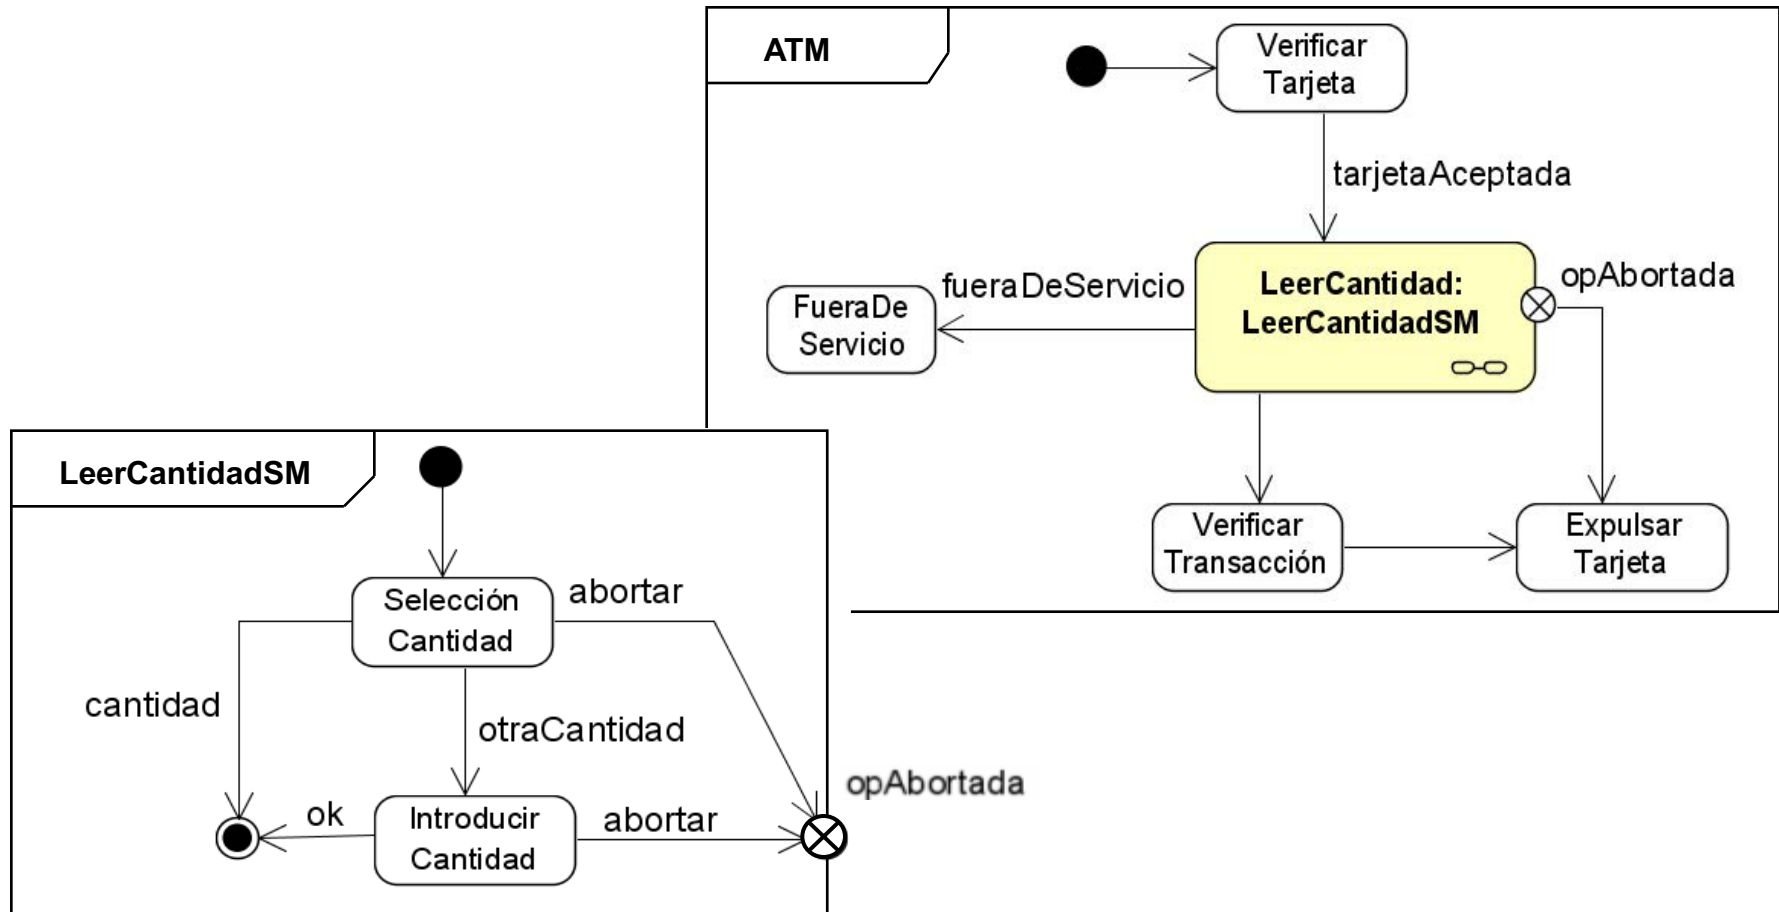 ATM
Verificar
Tarjeta
tarjetaAceptada
LeerCantidad:
LeerCantidadSM
opAbortada
fueraDeServicio
FueraDe
Servicio
Verificar
Transacción
Expulsar
Tarjeta
LeerCantidadSM
Selección
Cantidad
abortar
cantidad
otraCantidad
opAbortada
ok
Introducir
Cantidad
abortar